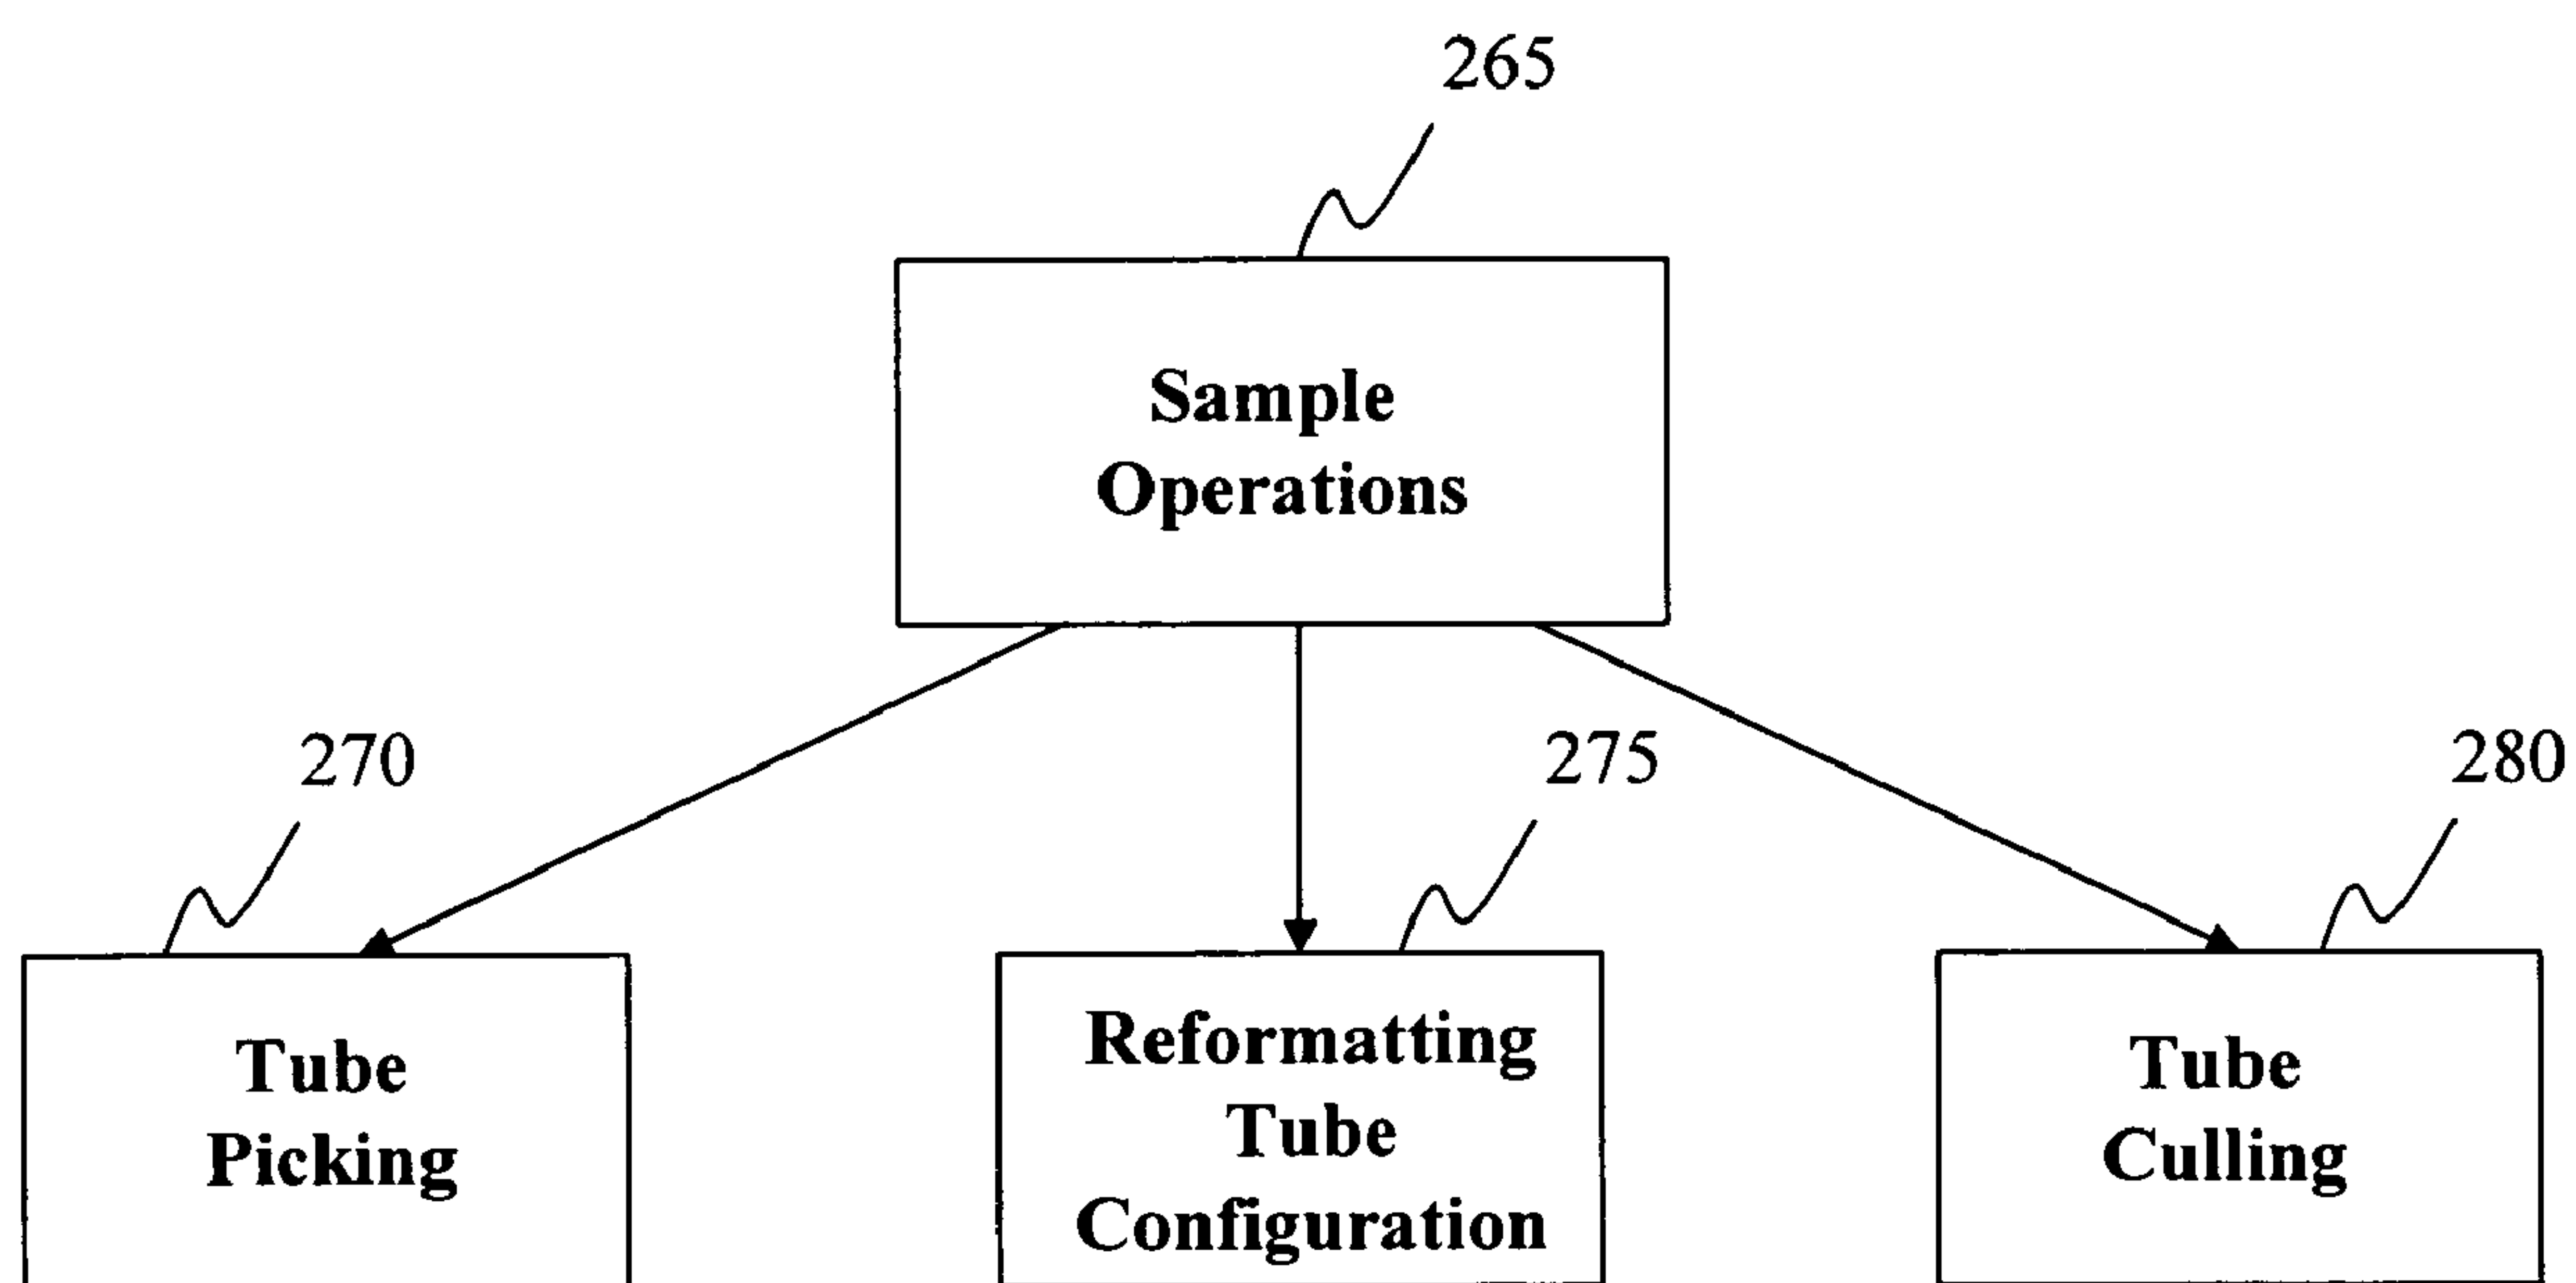 265
Sample
Operations
270
275
280
Tube
Picking
Reformatting
Tube
Configuration
Tube
Culling